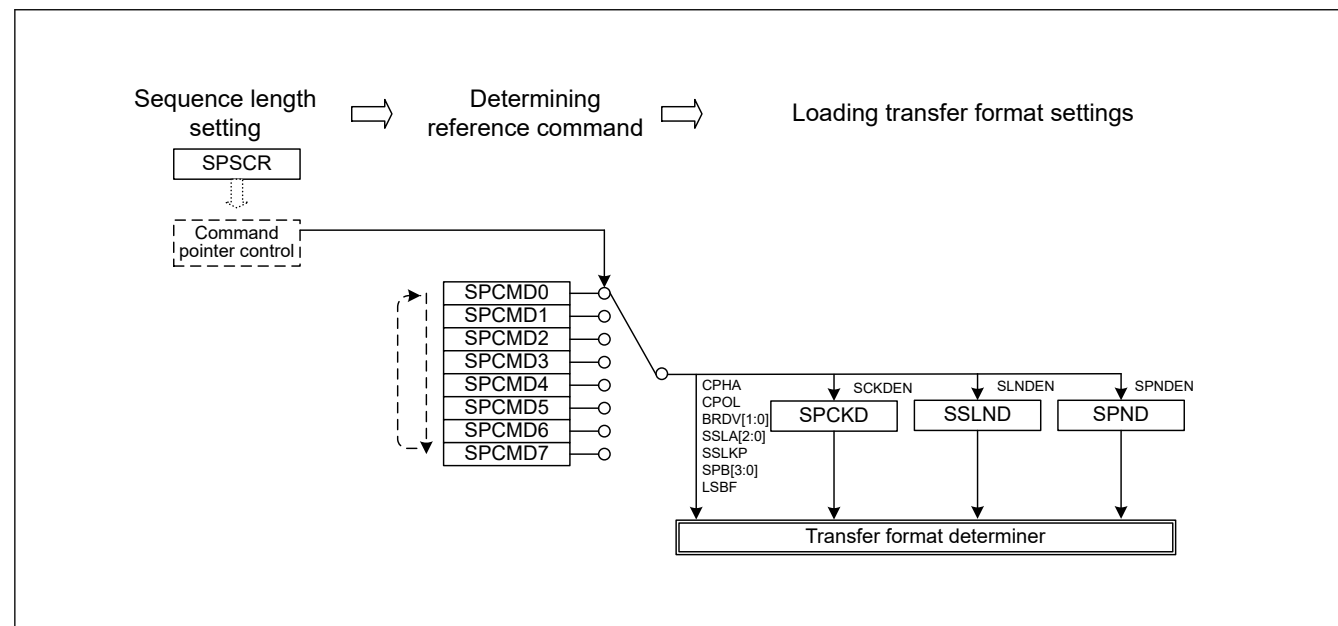 Sequence length
setting
Determining
reference command
Loading transfer format settings
SPSCR
Command
pointer control
SPCMD0
SPCMD1
SPCMD2
SPCMD3
SPCMD4
SPCMD5
SPCMD6
SPCMD7
CPHA
CPOL
BRDV[1:0]
SSLA[2:0]
SSLKP
SPB[3:0]
LSBF
SCKDEN
SPCKD
SLNDEN
SSLND
SPNDEN
SPND
Transfer format determiner